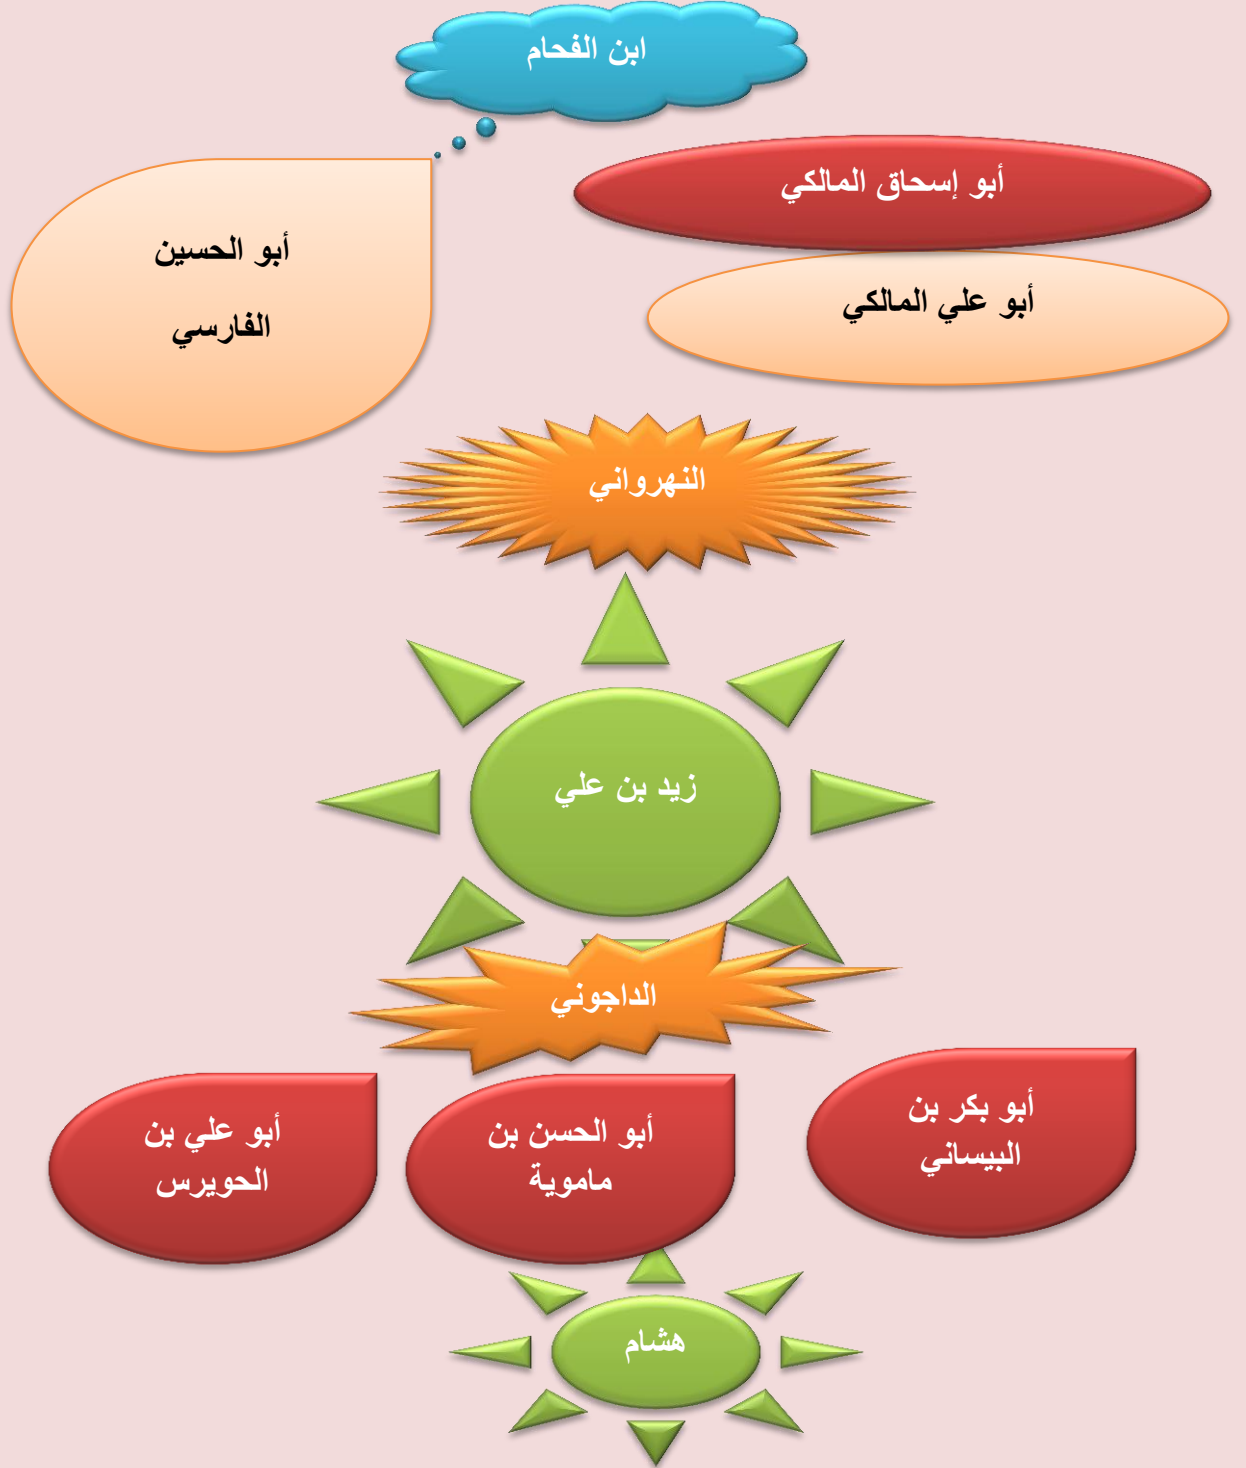 ابن الفحام
أبو إسحاق المالكي
أبو علي المالكي
أبو الحسين
الفارسي
النهرواني
زيد بن علي
الداجوني
أبو بكر بن
البيساني
أبو الحسن بن
ماموية
أبو علي بن
الحويرس
هشام